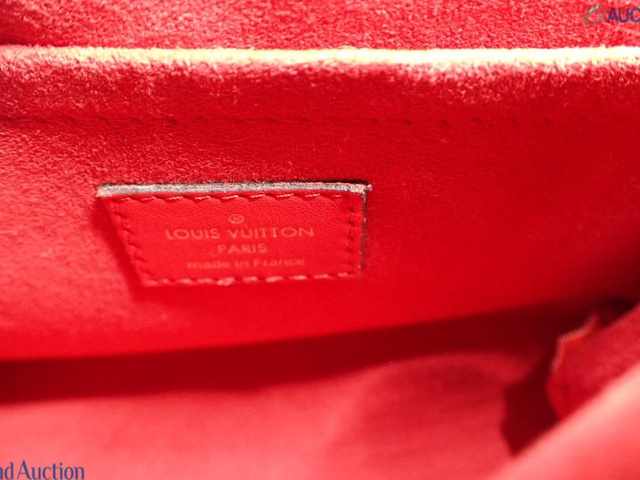 AUC
LOUIS VUITTON
PARIS
made in France
nd Auction